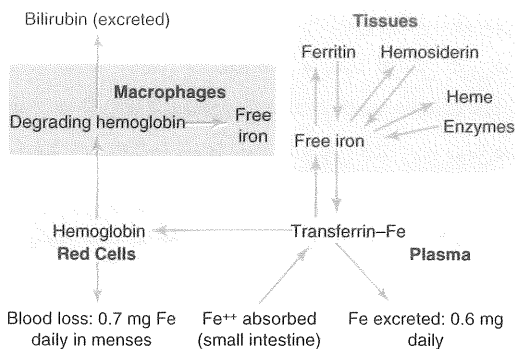 Bilirubin (excreted)
Macrophages
Degrading hemoglobin
Free
iron
Tissues
Ferritin
Hemosiderin
Heme
Enzymes
Free iron
Hemoglobin
Red Cells
Transferrin–Fe
Plasma
Blood loss: 0.7 mg Fe
daily in menses
Fe⁺⁺ absorbed
(small intestine)
Fe excreted: 0.6 mg
daily